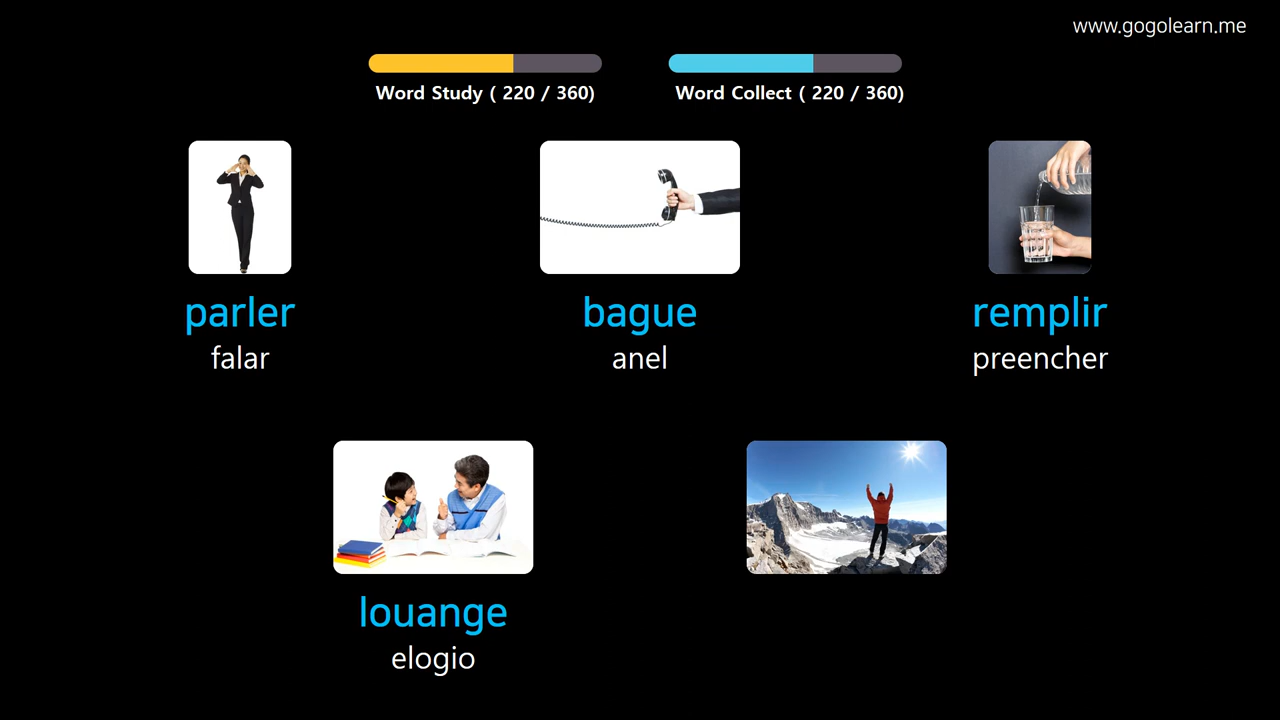 www.gogolearn.me
Word Study ( 220 / 360)
Word Collect ( 220 / 360)
parler
falar
bague
anel
remplir
preencher
louange
elogio